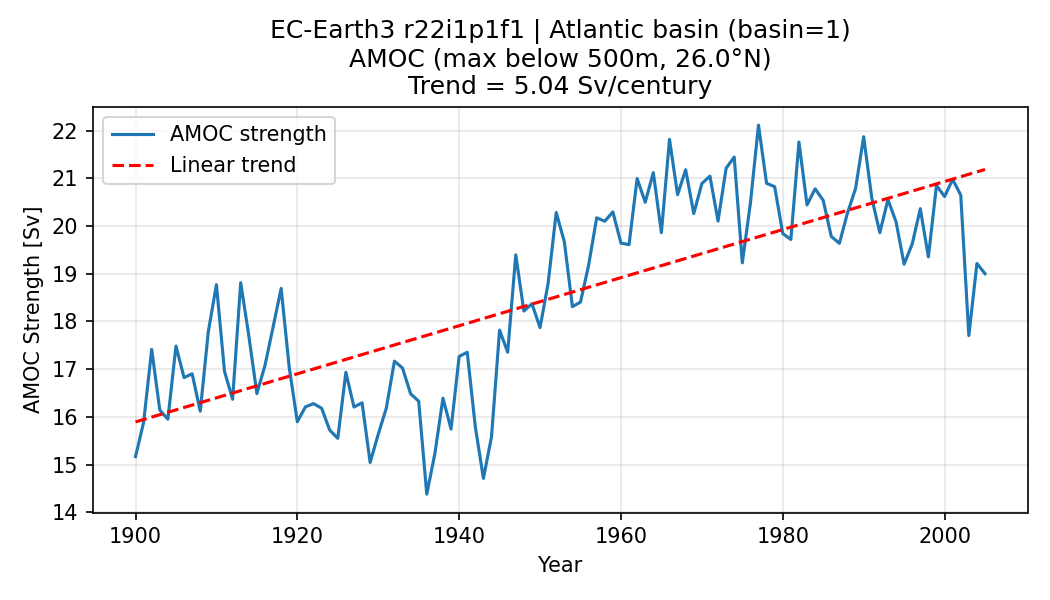 EC-Earth3 r22i1p1f1 | Atlantic basin (basin=1)
AMOC (max below 500m, 26.0°N)
Trend = 5.04 Sv/century
AMOC strength
Linear trend
AMOC Strength [Sv]
22
21
20
19
18
17
16
15
14
1900
1920
1940
1960
1980
2000
Year